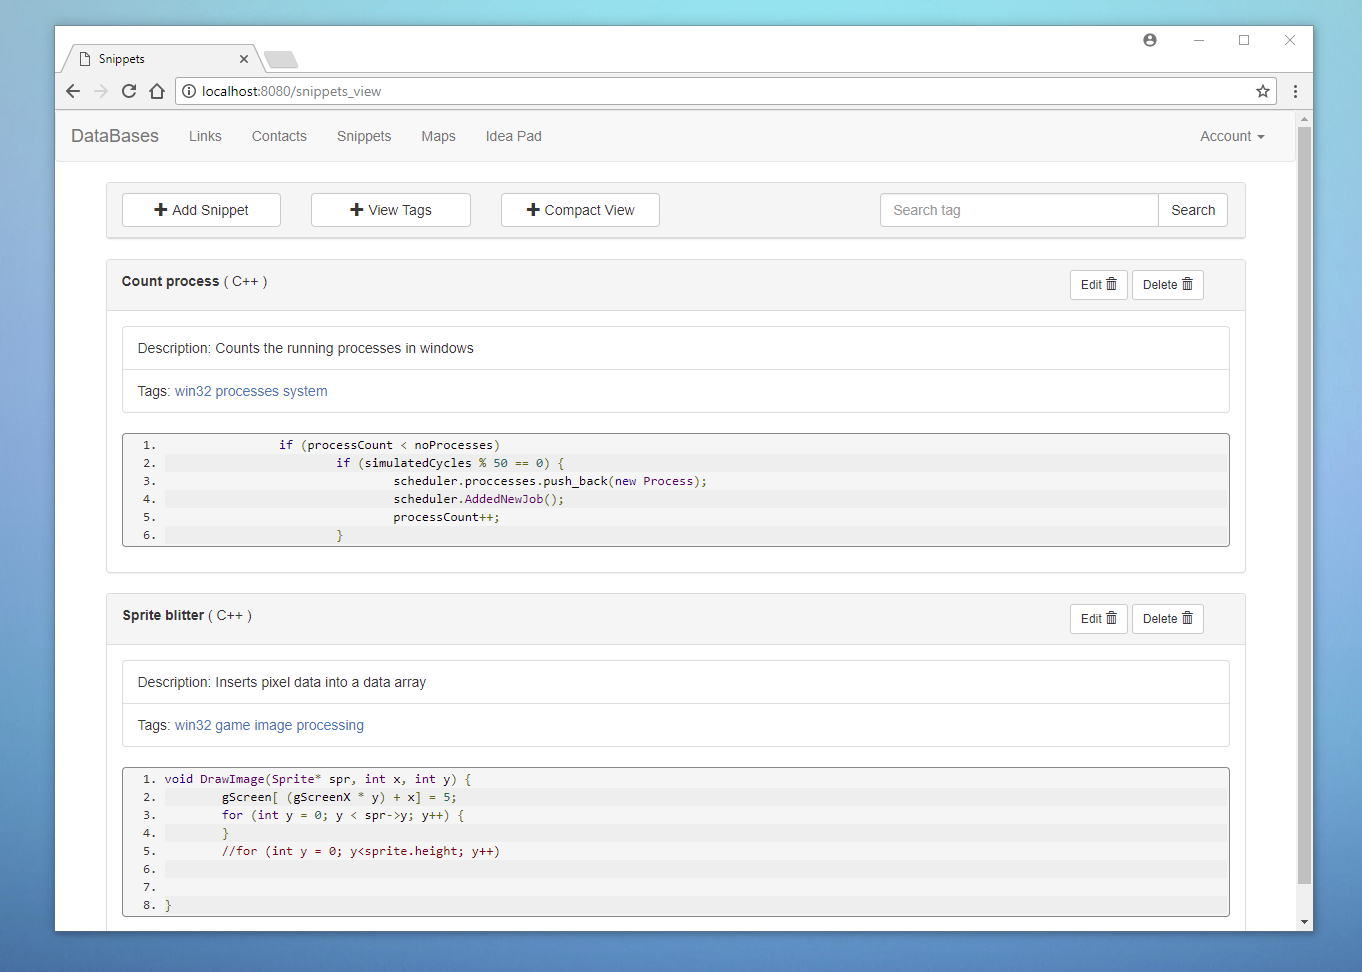 Snippets
localhost:8080/snippets_view
DataBases Links Contacts Snippets Maps Idea Pad Account
Add Snippet View Tags Compact View Search tag Search
Count process ( C++ ) Edit Delete
Description: Counts the running processes in windows
Tags: win32 processes system
1. if (processCount < noProcesses)
2. if (simulatedCycles % 50 == 0) {
3. scheduler.proccesses.push_back(new Process);
4. scheduler.AddedNewJob();
5. processCount++;
6. }
Sprite blitter ( C++ ) Edit Delete
Description: Inserts pixel data into a data array
Tags: win32 game image processing
1. void DrawImage(Sprite* spr, int x, int y) {
2. gScreen[ (gScreenX * y) + x] = 5;
3. for (int y = 0; y < spr->y; y++) {
4. }
5. //for (int y = 0; y<sprite.height; y++)
6.
7.
8. }